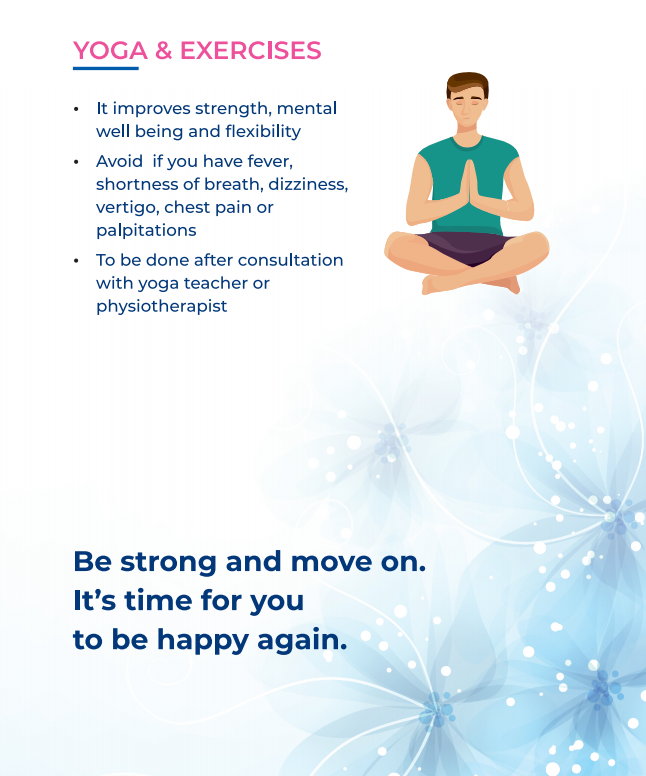 YOGA & EXERCISES
• It improves strength, mental
well being and flexibility
• Avoid  if you have fever,
shortness of breath, dizziness,
vertigo, chest pain or
palpitations
• To be done after consultation
with yoga teacher or
physiotherapist
Be strong and move on.
It’s time for you
to be happy again.